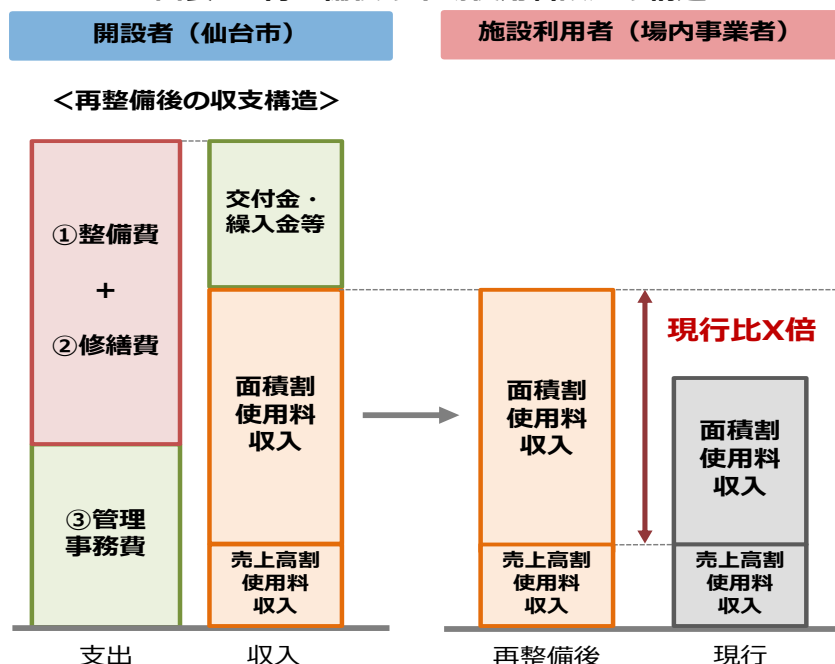 開設者（仙台市）
施設利用者（場内事業者）
＜再整備後の収支構造＞
①整備費
+
②修繕費
③管理
事務費
交付金・
繰入金等
面積割
使用料
収入
売上高割
使用料
収入
面積割
使用料
収入
売上高割
使用料
収入
現行比X倍
面積割
使用料
収入
売上高割
使用料
収入
支出
収入
再整備後
現行